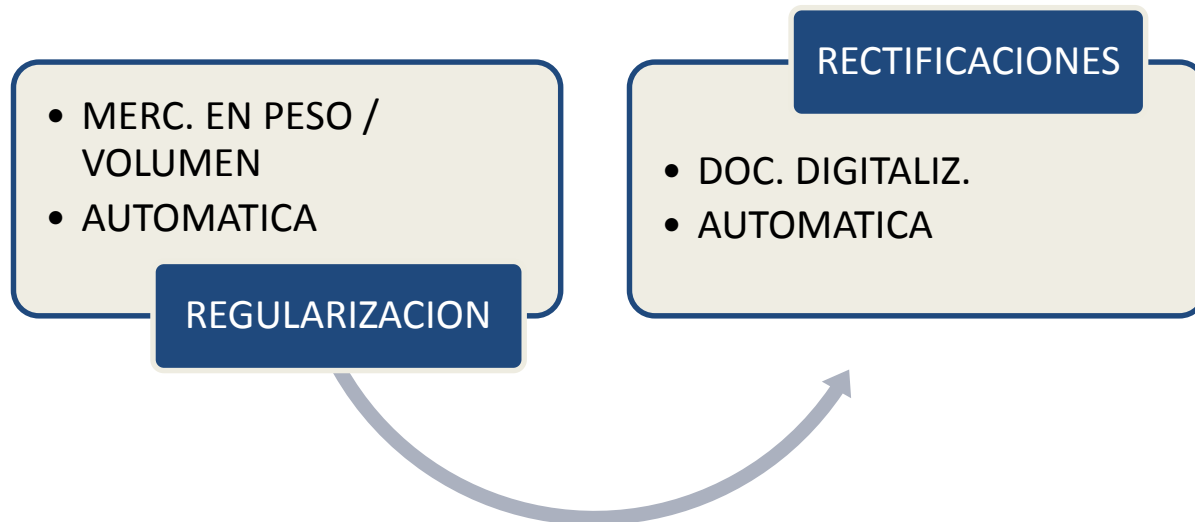 • MERC. EN PESO /
VOLUMEN
• AUTOMATICA
REGULARIZACION
RECTIFICACIONES
• DOC. DIGITALIZ.
• AUTOMATICA